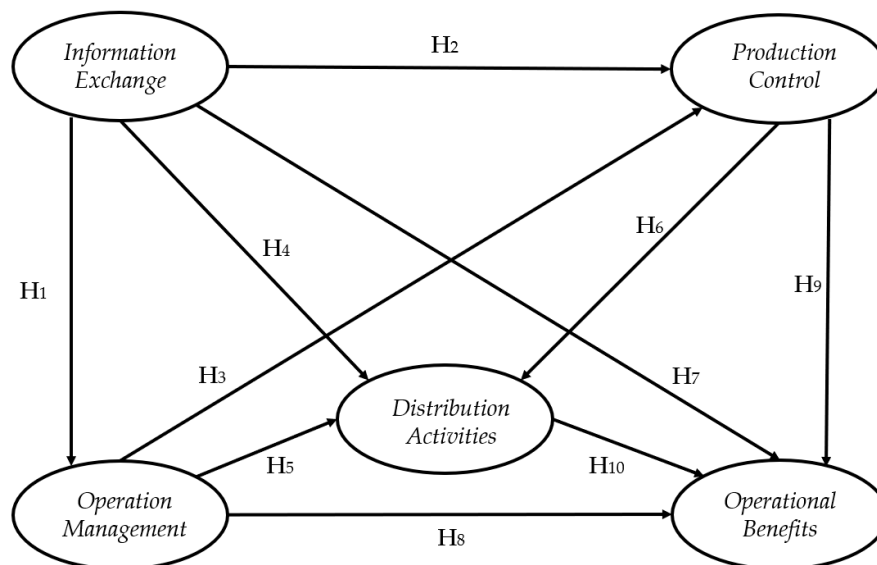 Information
Exchange
H2
Production
Control
H4
H6
H1
H9
H3
H7
Distribution
Activities
H5
H10
Operation
Management
H8
Operational
Benefits